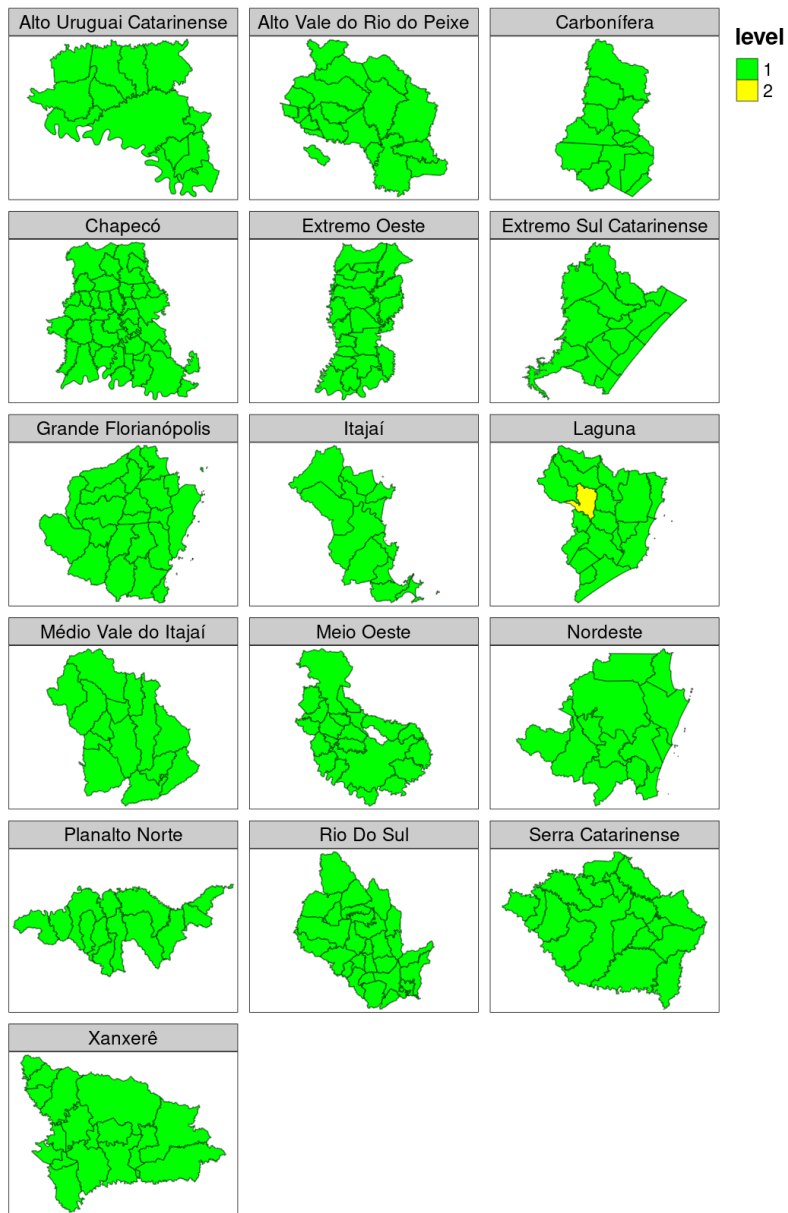 Alto Uruguai Catarinense
Alto Vale do Rio do Peixe
Carbonífera
level
1
2
Chapecó
Extremo Oeste
Extremo Sul Catarinense
Grande Florianópolis
Itajaí
Laguna
Médio Vale do Itajaí
Meio Oeste
Nordeste
Planalto Norte
Rio Do Sul
Serra Catarinense
Xanxerê